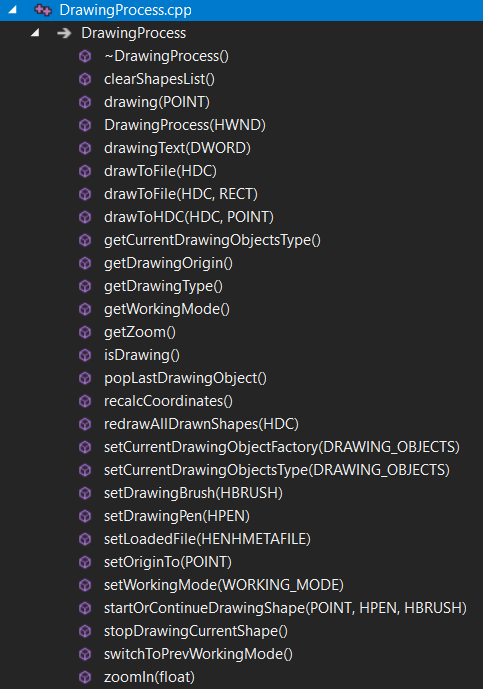 DrawingProcess.cpp
DrawingProcess
~DrawingProcess()
clearShapesList()
drawing(POINT)
DrawingProcess(HWND)
drawingText(DWORD)
drawToFile(HDC)
drawToFile(HDC, RECT)
drawToHDC(HDC, POINT)
getCurrentDrawingObjectsType()
getDrawingOrigin()
getDrawingType()
getWorkingMode()
getZoom()
isDrawing()
popLastDrawingObject()
recalcCoordinates()
redrawAllDrawnShapes(HDC)
setCurrentDrawingObjectFactory(DRAWING_OBJECTS)
setCurrentDrawingObjectsType(DRAWING_OBJECTS)
setDrawingBrush(HBRUSH)
setDrawingPen(HPEN)
setLoadedFile(HENHMETAFILE)
setOriginTo(POINT)
setWorkingMode(WORKING_MODE)
startOrContinueDrawingShape(POINT, HPEN, HBRUSH)
stopDrawingCurrentShape()
switchToPrevWorkingMode()
zoomIn(float)